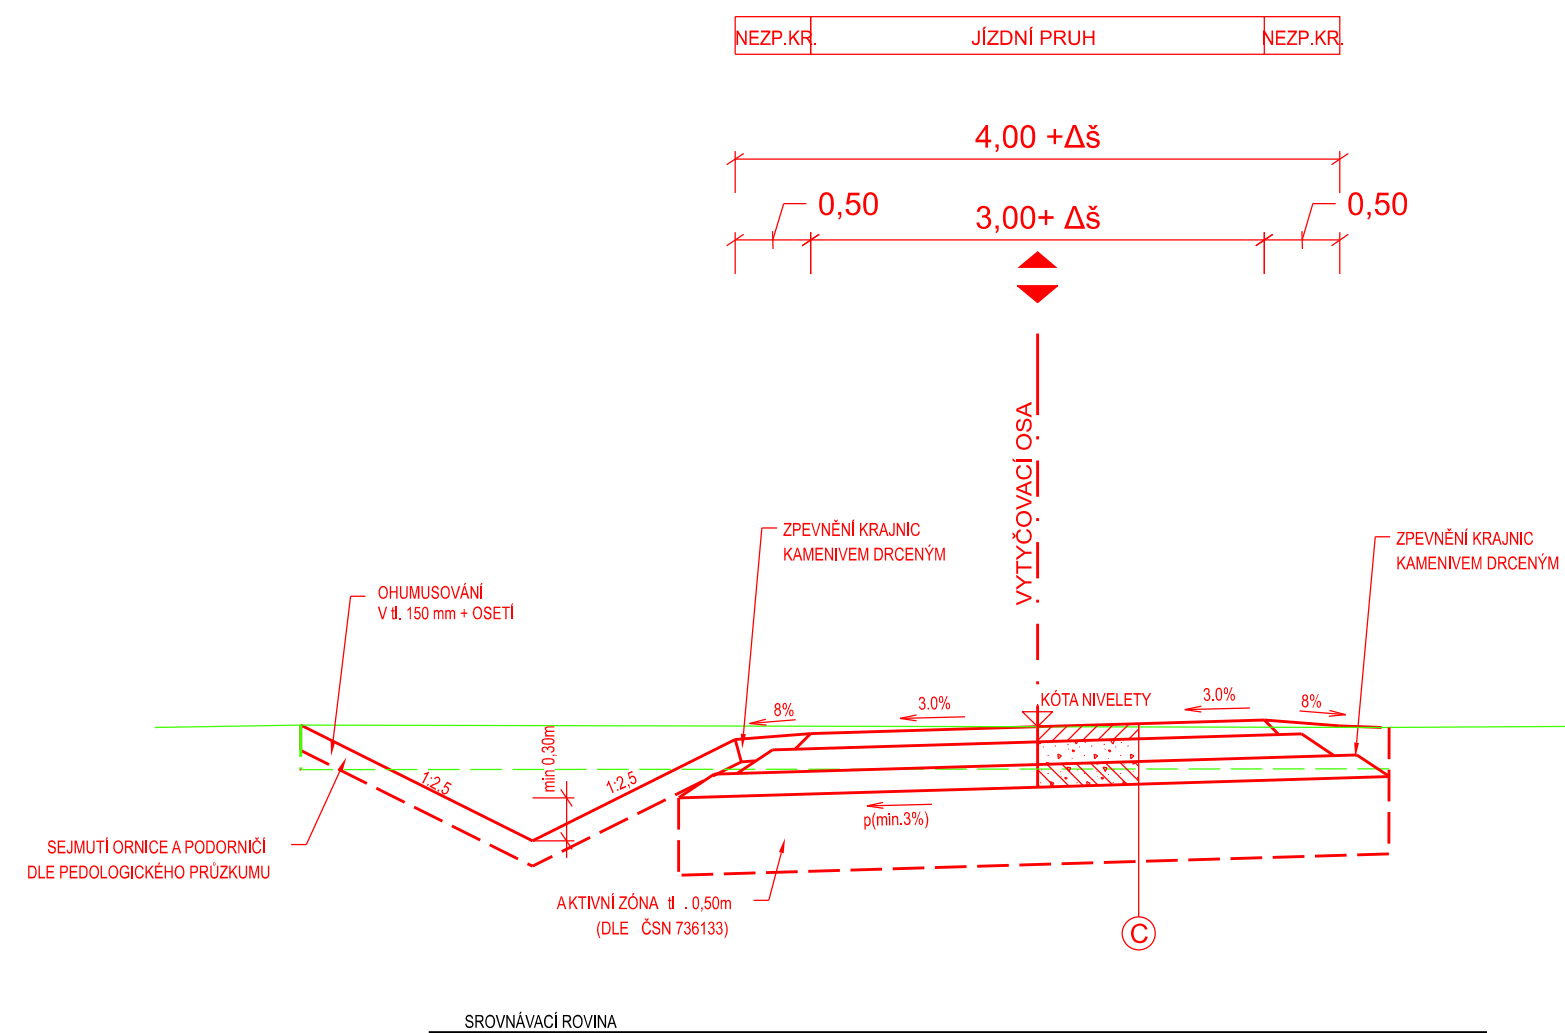 NEZP.KR. JÍZDNÍ PRUH NEZP.KR.
4,00 +Δš
0,50 3,00+ Δš 0,50
VYTYČOVACÍ OSA
ZPEVNĚNÍ KRAJNIC
KAMENIVEM DRCENÝM
ZPEVNĚNÍ KRAJNIC
KAMENIVEM DRCENÝM
OHUMUSOVÁNÍ
V tl. 150 mm + OSETÍ
8% 3.0% KÓTA NIVELETY 3.0% 8%
1:2,5 min 0,30m 1:2,5
p(min.3%)
SEJMUTÍ ORNICE A PODORNIČÍ
DLE PEDOLOGICKÉHO PRŮZKUMU
AKTIVNÍ ZÓNA tl . 0,50m
(DLE ČSN 736133)
C
SROVNÁVACÍ ROVINA